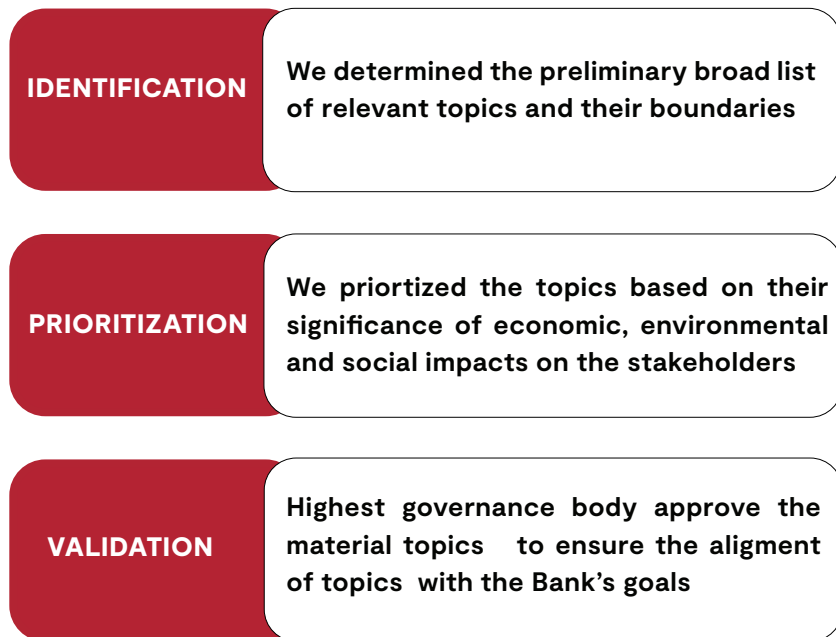 IDENTIFICATION
We determined the preliminary broad list
of relevant topics and their boundaries
PRIORITIZATION
We priortized the topics based on their
significance of economic, environmental
and social impacts on the stakeholders
VALIDATION
Highest governance body approve the
material topics to ensure the aligment
of topics with the Bank's goals